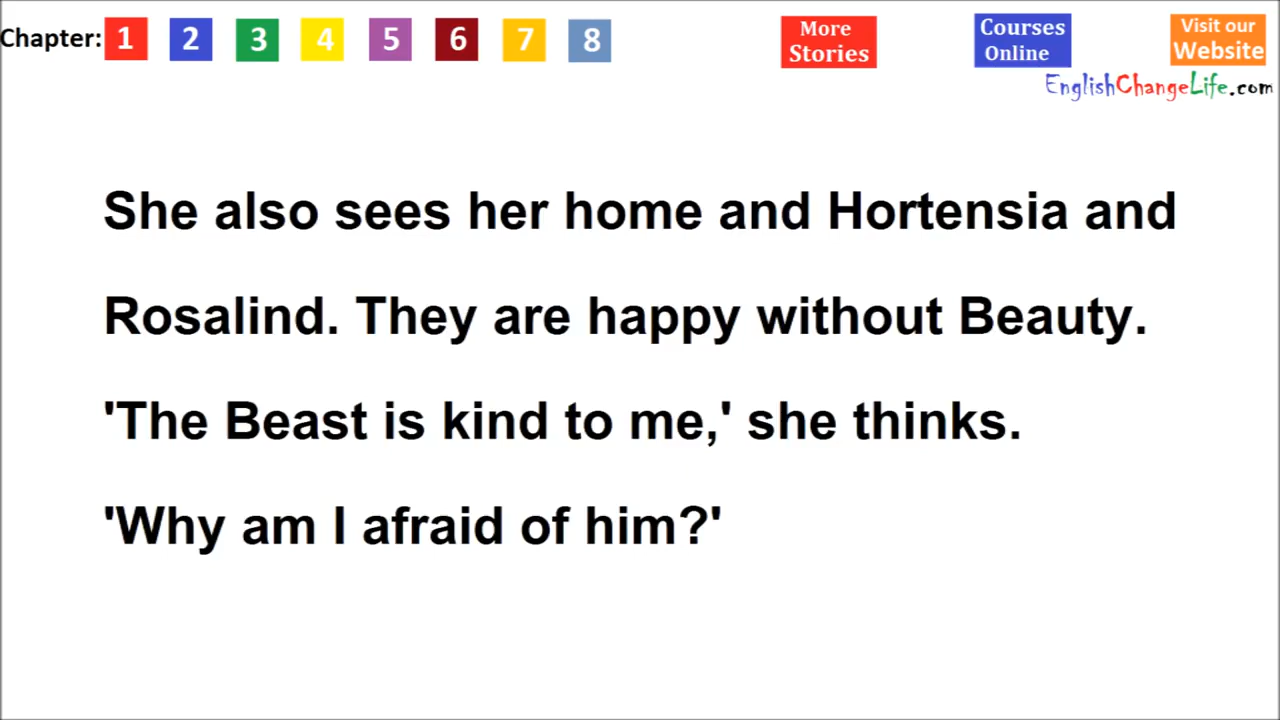 Chapter: 1 2 3 4 5 6 7 8
More
Stories
Courses
Online
Visit our
Website
EnglishChangeLife.com
She also sees her home and Hortensia and
Rosalind. They are happy without Beauty.
'The Beast is kind to me,' she thinks.
'Why am I afraid of him?'